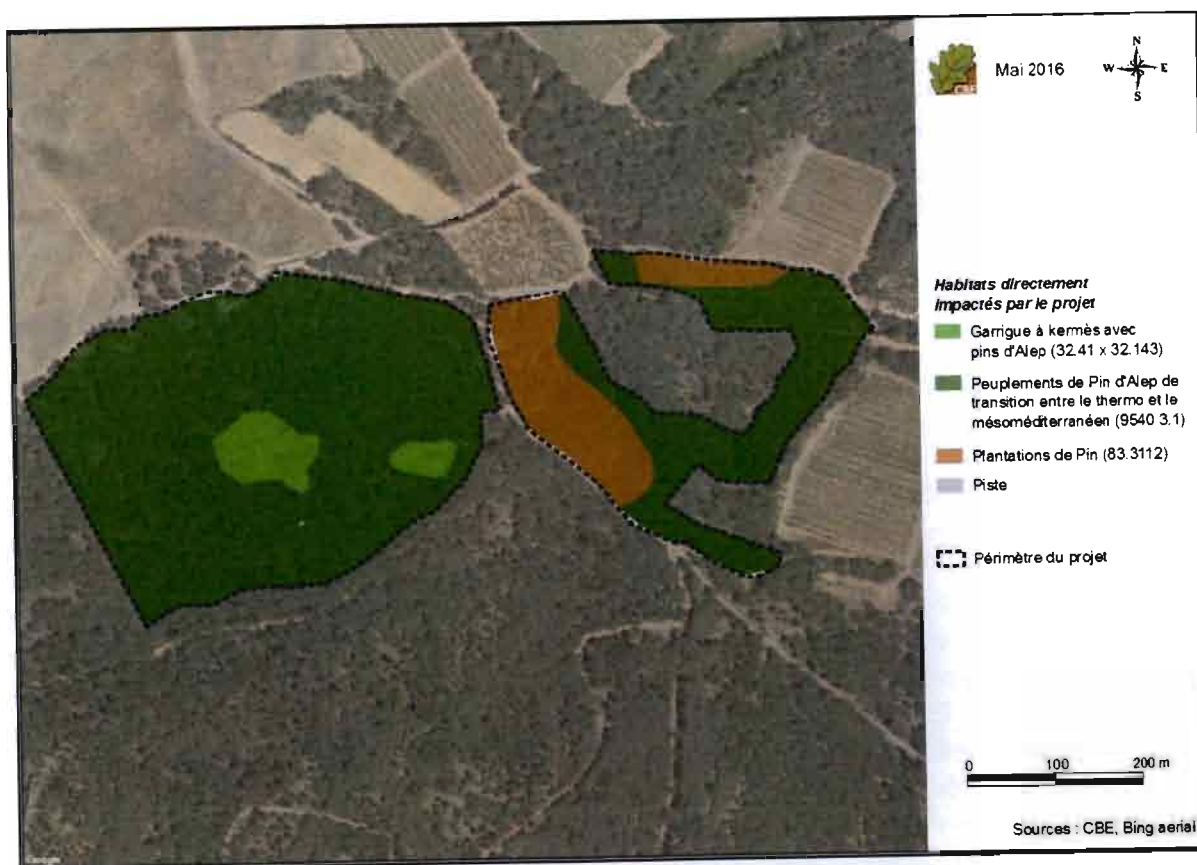 CBE
Mai 2016
N
W E
S
Habitats directement
impactés par le projet
Garrigue à kermès avec
pins d'Alep (32.41 x 32.143)
Peuplements de Pin d'Alep de
transition entre le thermo et le
mésoméditerranéen (9540 3.1)
Plantations de Pin (83.3112)
Piste
Périmètre du projet
0 100 200 m
Sources : CBE, Bing aerial